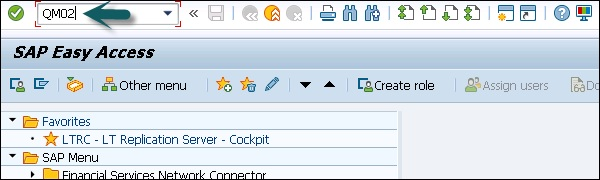 QM02
SAP Easy Access
Other menu Create role Assign users
Favorites
LTRC - LT Replication Server - Cockpit
SAP Menu
Financial Services Network Connector